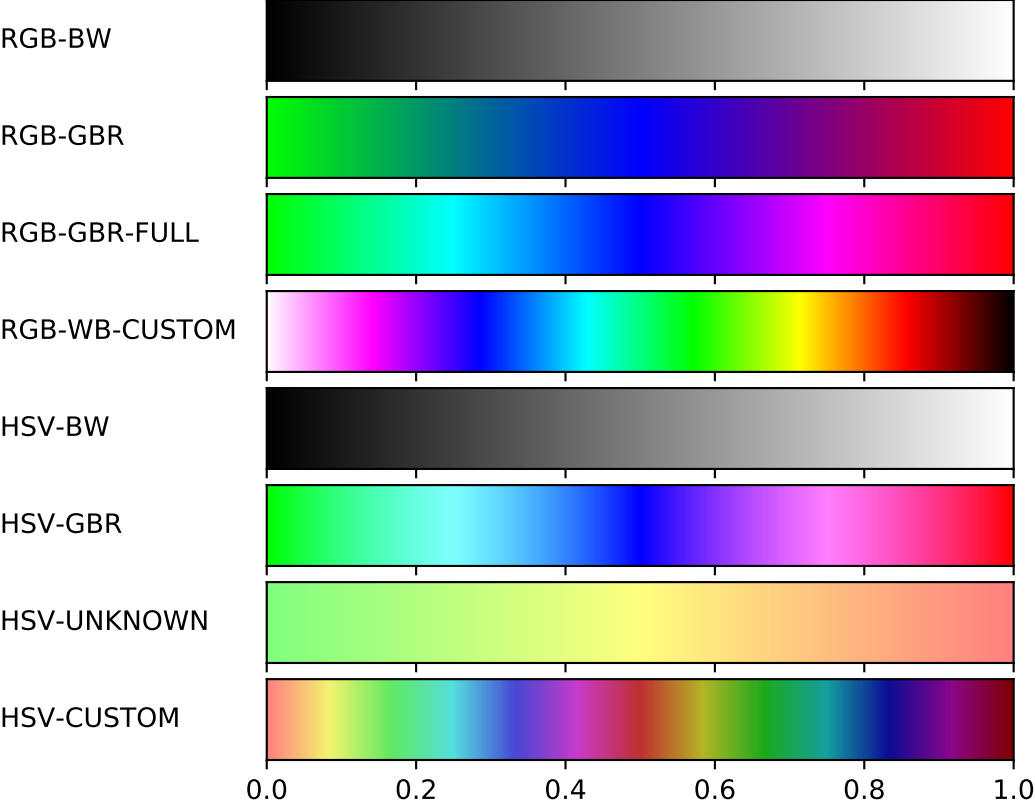 RGB-BW
RGB-GBR
RGB-GBR-FULL
RGB-WB-CUSTOM
HSV-BW
HSV-GBR
HSV-UNKNOWN
HSV-CUSTOM
0.0 0.2 0.4 0.6 0.8 1.0